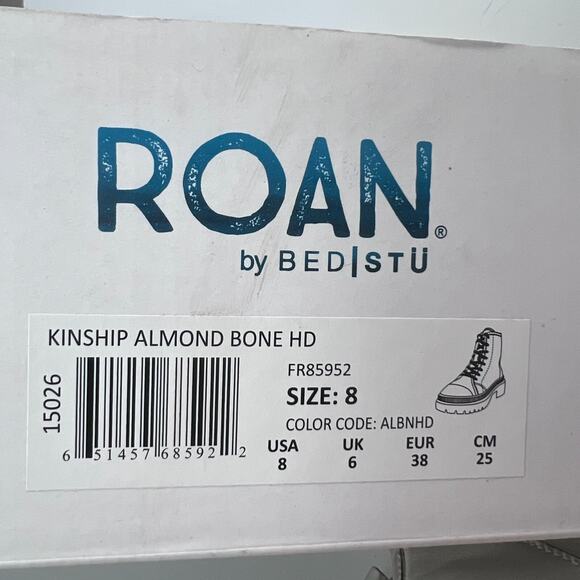 ROAN®
by BED|STÜ
KINSHIP ALMOND BONE HD
15026
FR85952
SIZE: 8
COLOR CODE: ALBNHD
6 51457 68592 2
USA UK EUR CM
8 6 38 25